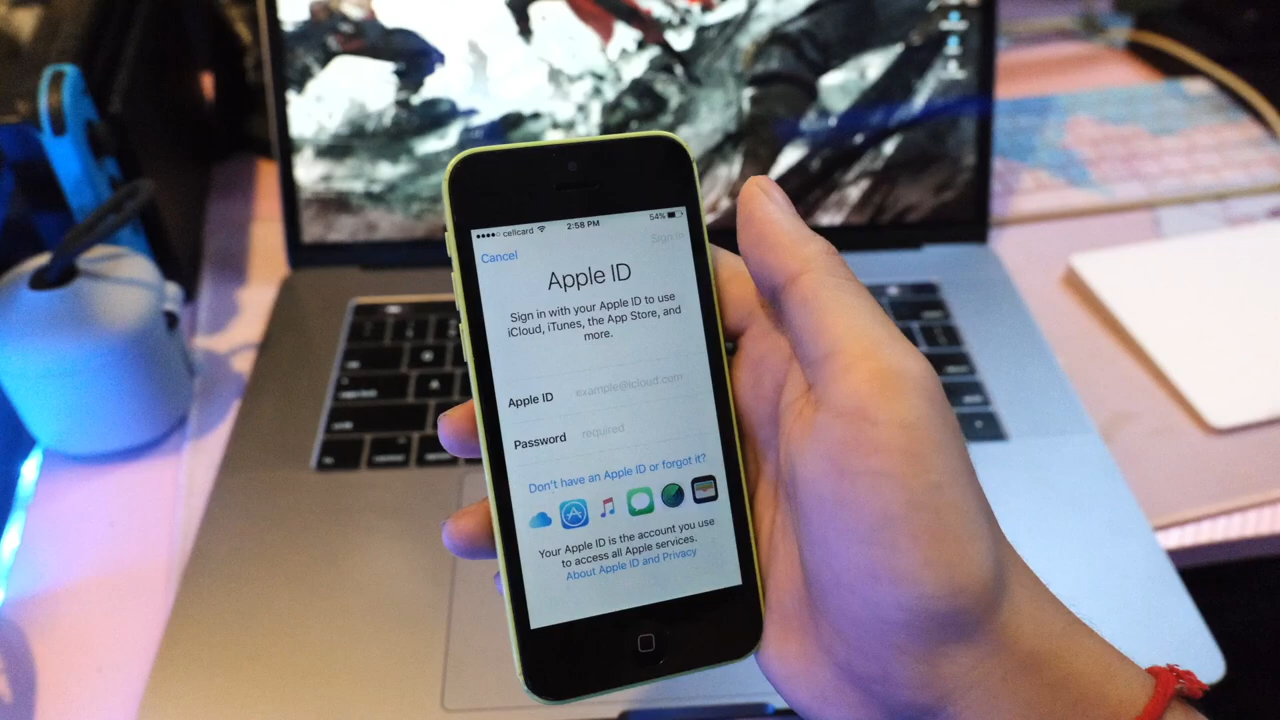 cellcard 2:58 PM 54%
Cancel Sign In
Apple ID
Sign in with your Apple ID to use
iCloud, iTunes, the App Store, and
more.
Apple ID example@icloud.com
Password required
Don't have an Apple ID or forgot it?
Your Apple ID is the account you use
to access all Apple services.
About Apple ID and Privacy